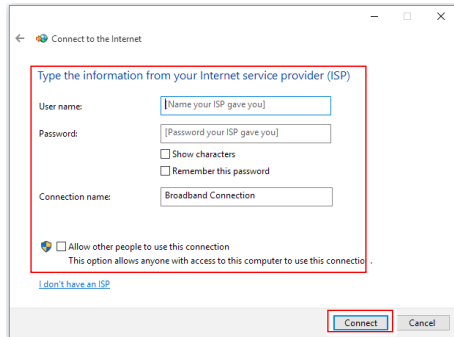 Connect to the Internet
Type the information from your Internet service provider (ISP)
User name:
[Name your ISP gave you]
Password:
[Password your ISP gave you]
Show characters
Remember this password
Connection name:
Broadband Connection
Allow other people to use this connection
This option allows anyone with access to this computer to use this connection.
I don't have an ISP
Connect Cancel